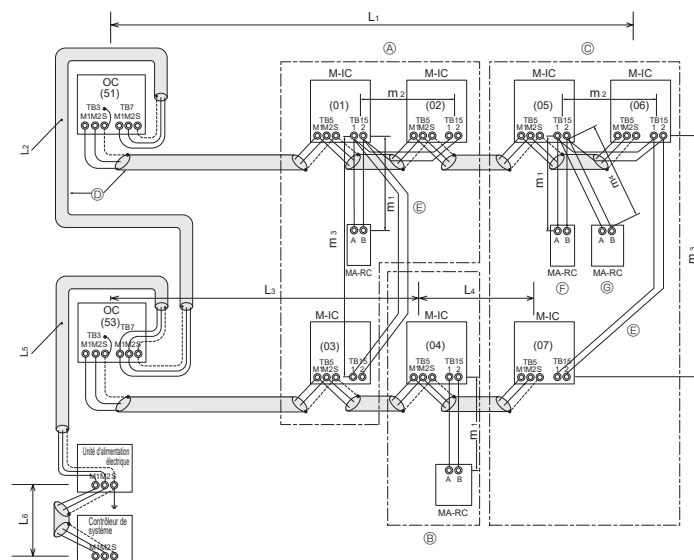 L1
A
C
M-IC
M-IC
M-IC
M-IC
OC
(51)
TB3
TB7
M1M2S
M1M2S
(01)
m2
(02)
(05)
m2
(06)
TB5
M1M2S
TB15
1 2
TB5
M1M2S
TB15
1 2
TB5
M1M2S
TB15
1 2
TB5
M1M2S
TB15
1 2
L2
D
m1
m3
E
m1
m4
m3
A B
MA-RC
A B
MA-RC
F
A B
MA-RC
G
E
L3
L4
OC
(53)
TB3
TB7
M1M2S
M1M2S
M-IC
M-IC
M-IC
(03)
(04)
(07)
TB5
M1M2S
TB15
1 2
TB5
M1M2S
TB15
1 2
TB5
M1M2S
TB15
1 2
L5
m1
Unité d'alimentation
électrique
M1M2S
A B
MA-RC
B
L6
Contrôleur de
système
M1M2S